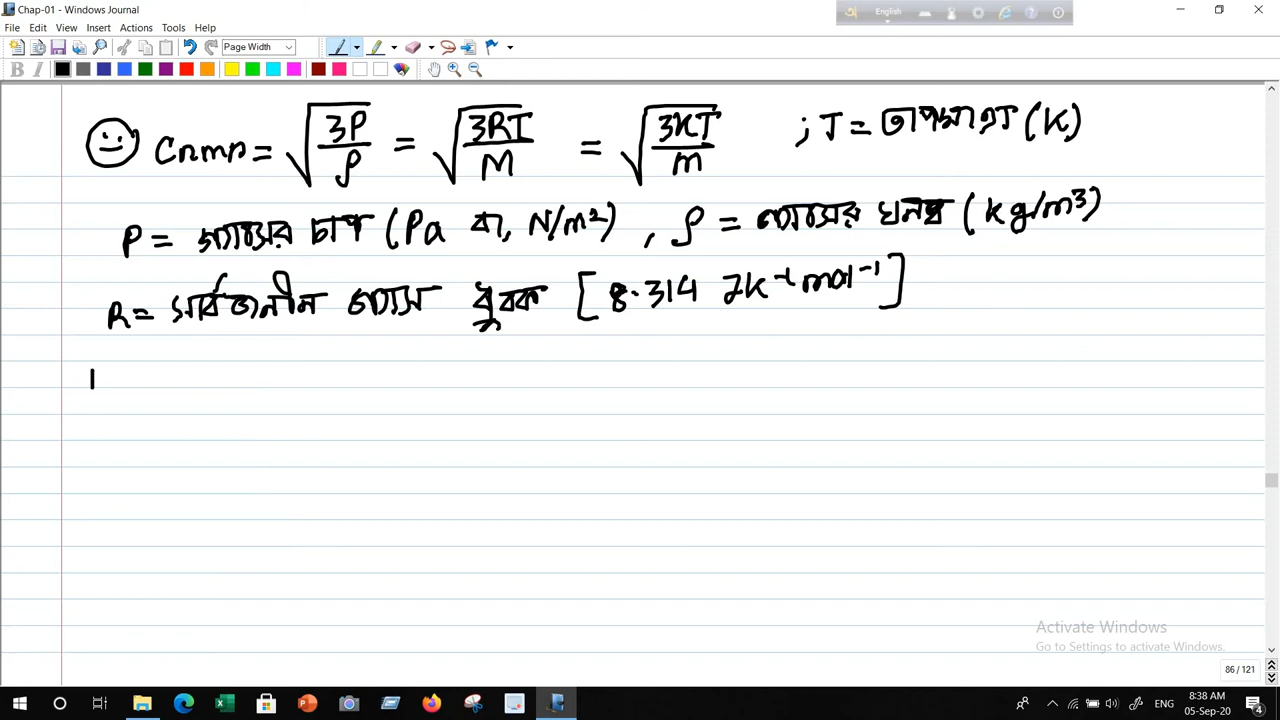 Chap-01 - Windows Journal
English
File Edit View Insert Actions Tools Help
Page Width
B I
Crms = √(3P/ρ) = √(3RT/M) = √(3KT/m) ; T = তাপমাত্রা (K)
P = গ্যাসের চাপ (Pa বা, N/m²) , ρ = গ্যাসের ঘনত্ব (kg/m³)
R = সার্বজনীন গ্যাস ধ্রুবক [8.314 JK⁻¹mol⁻¹]
Activate Windows
Go to Settings to activate Windows.
86 / 121
ENG 8:38 AM
05-Sep-20
4